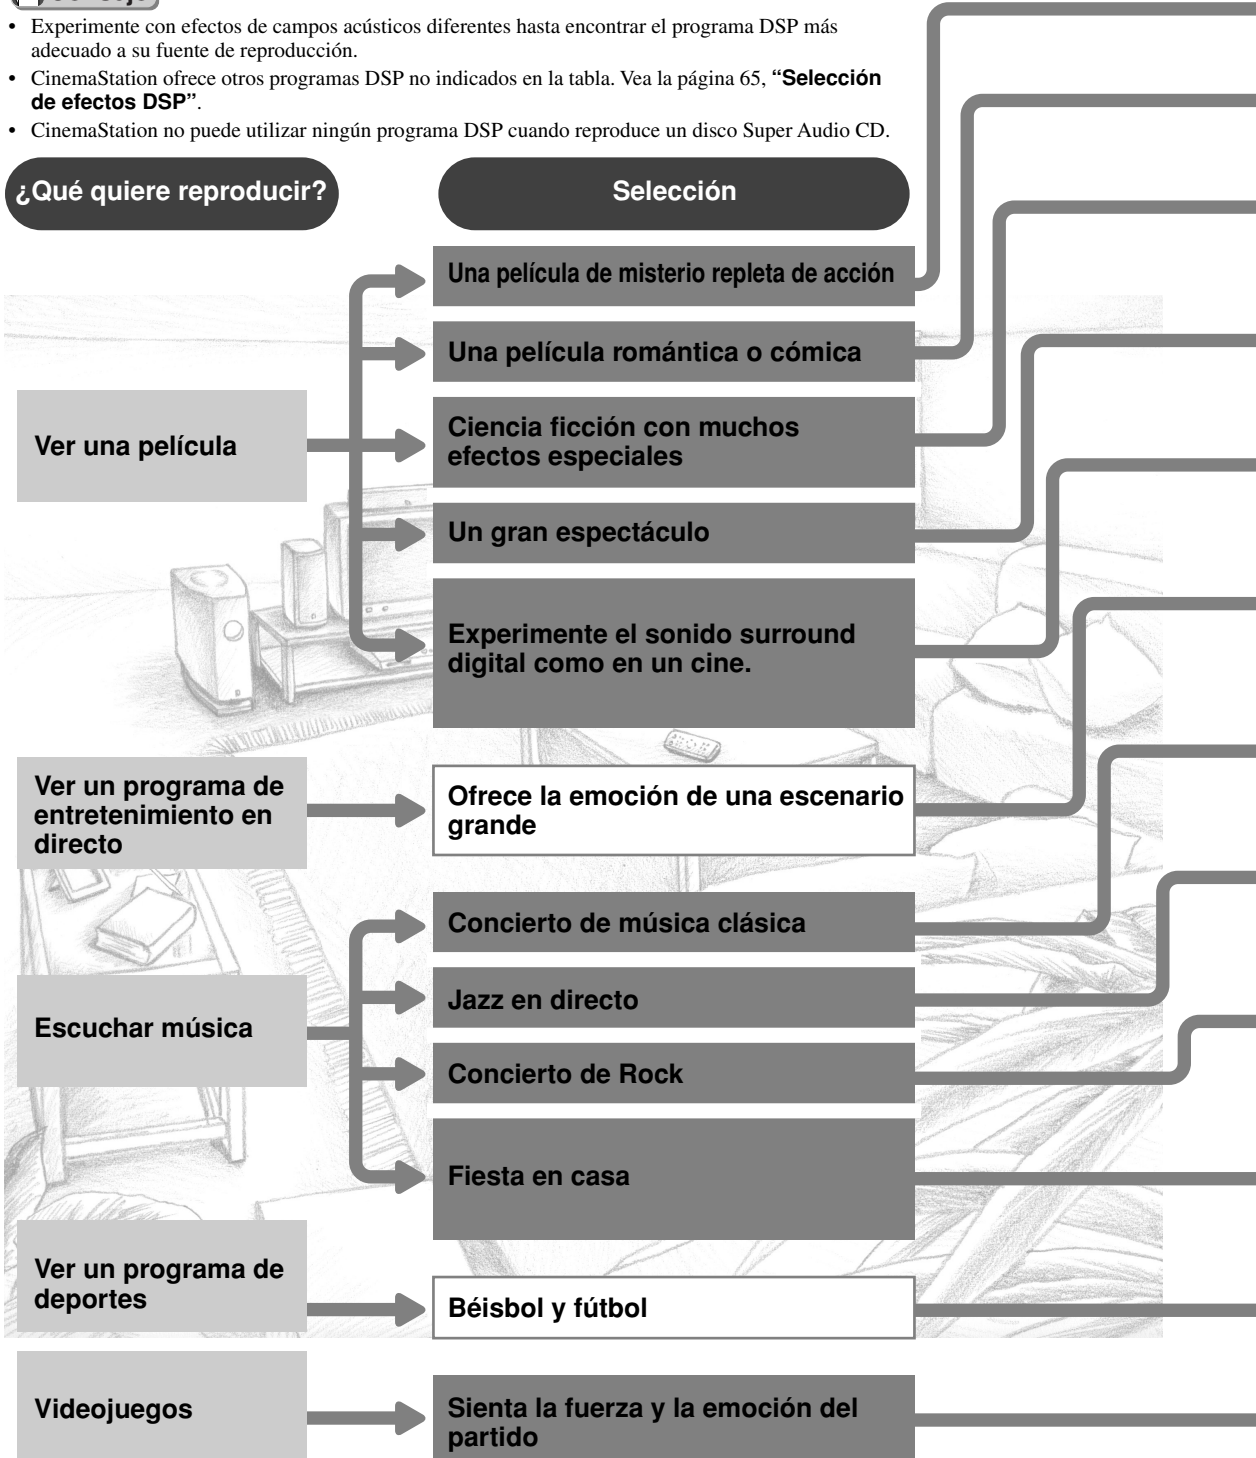 • Experimente con efectos de campos acústicos diferentes hasta encontrar el programa DSP más
adecuado a su fuente de reproducción.
• CinemaStation ofrece otros programas DSP no indicados en la tabla. Vea la página 65, “Selección
de efectos DSP”.
• CinemaStation no puede utilizar ningún programa DSP cuando reproduce un disco Super Audio CD.
¿Qué quiere reproducir?
Selección
Ver una película
Una película de misterio repleta de acción
Una película romántica o cómica
Ciencia ficción con muchos
efectos especiales
Un gran espectáculo
Experimente el sonido surround
digital como en un cine.
Ver un programa de
entretenimiento en
directo
Ofrece la emoción de una escenario
grande
Escuchar música
Concierto de música clásica
Jazz en directo
Concierto de Rock
Fiesta en casa
Ver un programa de
deportes
Béisbol y fútbol
Videojuegos
Sienta la fuerza y la emoción del
partido